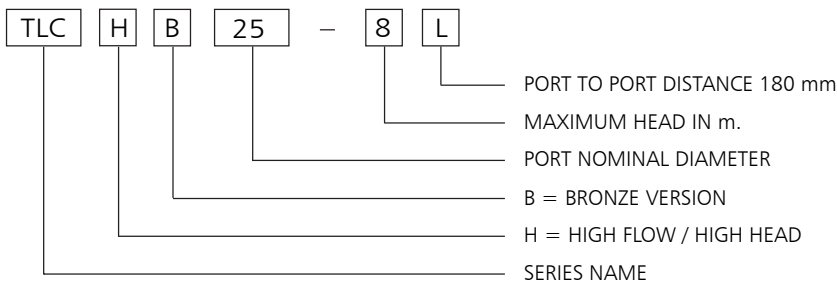 TLC H B 25 – 8 L
PORT TO PORT DISTANCE 180 mm
MAXIMUM HEAD IN m.
PORT NOMINAL DIAMETER
B = BRONZE VERSION
H = HIGH FLOW / HIGH HEAD
SERIES NAME